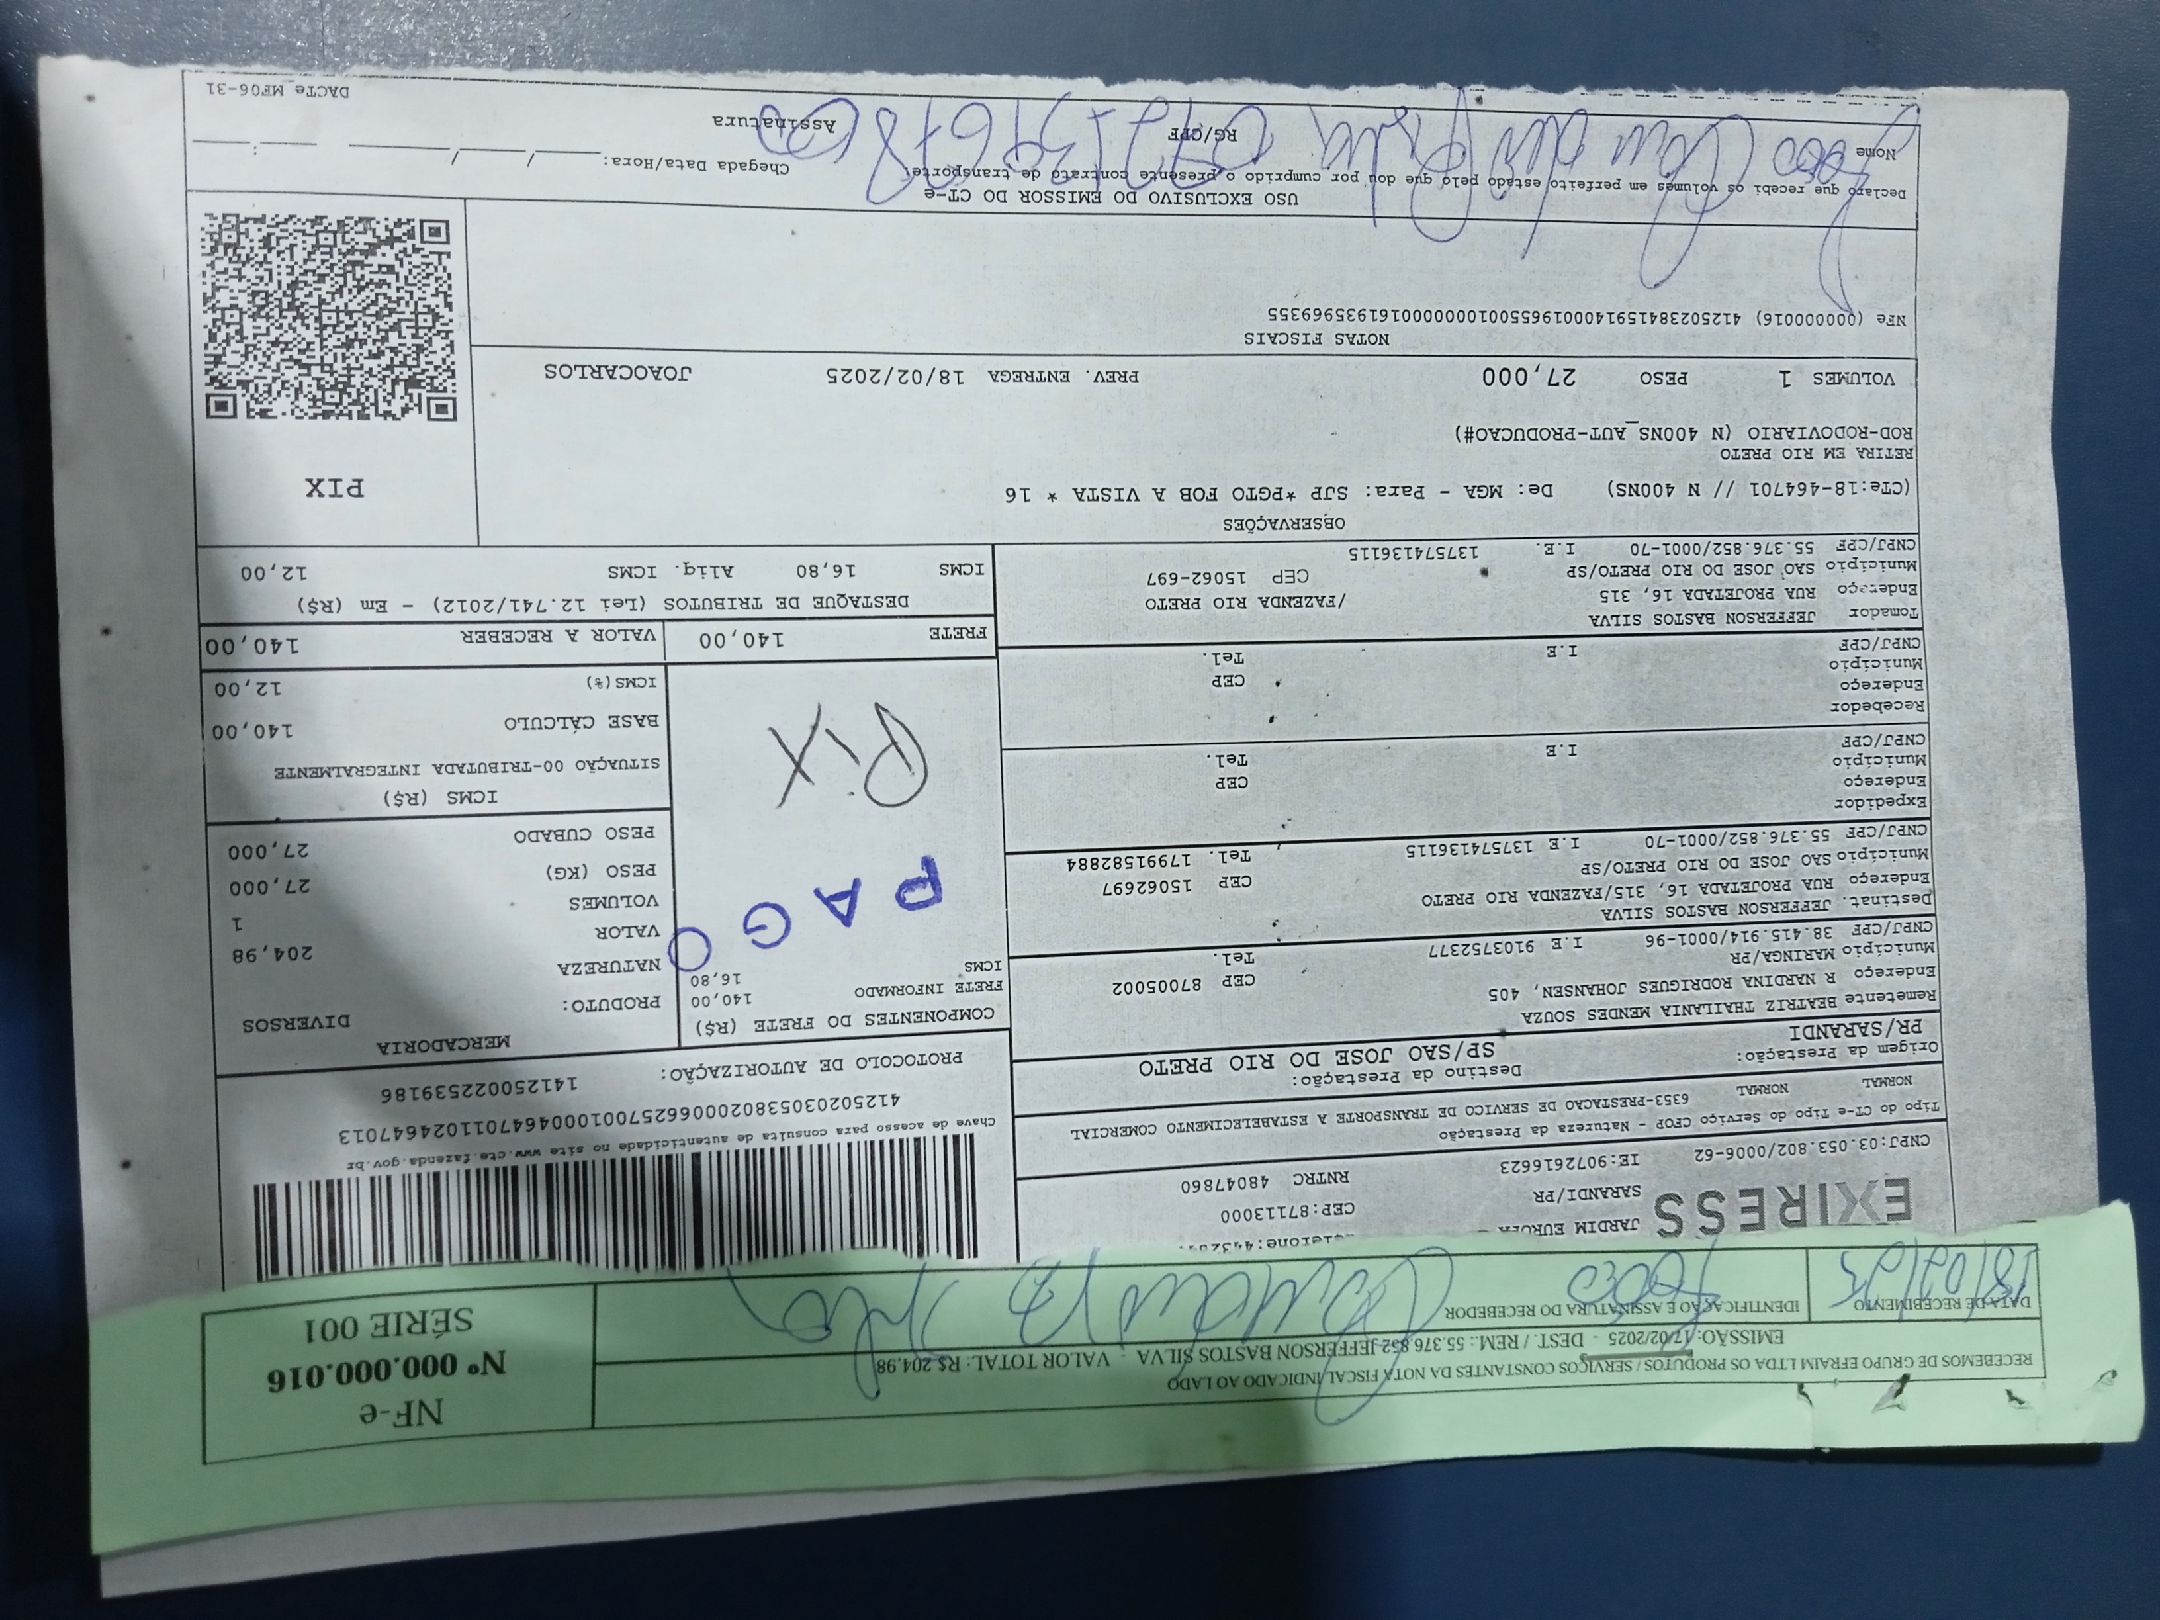 RECEBEMOS DE GRUPO EFRAIM LTDA OS PRODUTOS / SERVIÇOS CONSTANTES DA NOTA FISCAL INDICADO AO LADO
EMISSÃO: 17/02/2025 - DEST. / REM.: 55.376.852 JEFFERSON BASTOS SILVA - VALOR TOTAL: R$ 204,98
DATA DE RECEBIMENTO
18/02/25
IDENTIFICAÇÃO E ASSINATURA DO RECEBEDOR
NF-e
Nº 000.000.016
SÉRIE 001
EXIRESS
JARDIM EUROPA -
SARANDI/PR
CEP:87113000
CNPJ:03.053.802/0006-62 IE:9072616623 RNTRC 48047860
Tipo do CT-e Tipo do Serviço CFOP - Natureza da Prestação
NORMAL NORMAL 6353-PRESTACAO DE SERVICO DE TRANSPORTE A ESTABELECIMENTO COMERCIAL
Origem da Prestação: Destino da Prestação:
PR/SARANDI SP/SAO JOSE DO RIO PRETO
Remetente BEATRIZ THAILANIA MENDES SOUZA
Endereço R NARDINA RODRIGUES JOHANSEN, 405 CEP 87005002
Município MARINGA/PR Tel.
CNPJ/CPF 38.415.914/0001-96 I.E 9103752377
Destinat. JEFFERSON BASTOS SILVA
Endereço RUA PROJETADA 16, 315/FAZENDA RIO PRETO CEP 15062697
Município SAO JOSE DO RIO PRETO/SP Tel. 17991582884
CNPJ/CPF 55.376.852/0001-70 I.E 13757413​6115
Expedidor
Endereço CEP
Município Tel.
CNPJ/CPF I.E
Recebedor
Endereço CEP
Município Tel.
CNPJ/CPF I.E
Tomador JEFFERSON BASTOS SILVA
Endereço RUA PROJETADA 16, 315 /FAZENDA RIO PRETO
Município SAO JOSE DO RIO PRETO/SP CEP 15062-697
CNPJ/CPF 55.376.852/0001-70 I.E. 137574136115
Chave de acesso para consulta de autenticidade no site www.cte.fazenda.gov.br
41250203053802000662570010004647011024647013
PROTOCOLO DE AUTORIZAÇÃO: 141250022539186
COMPONENTES DO FRETE (R$)
FRETE INFORMADO 140,00
ICMS 16,80
PAGO
PiX
MERCADORIA
PRODUTO: DIVERSOS
NATUREZA
VALOR 204,98
VOLUMES 1
PESO (KG) 27,000
PESO CUBADO 27,000
ICMS (R$)
SITUAÇÃO 00-TRIBUTADA INTEGRALMENTE
BASE CÁLCULO 140,00
ICMS(%) 12,00
FRETE 140,00 VALOR A RECEBER 140,00
DESTAQUE DE TRIBUTOS (Lei 12.741/2012) - Em (R$)
ICMS 16,80 Aliq. ICMS 12,00
OBSERVAÇÕES
(CTe:18-464701 // N 400NS) De: MGA - Para: SJP *PGTO FOB A VISTA * 16
RETIRA EM RIO PRETO
ROD-RODOVIARIO (N 400NS_AUT-PRODUCAO#)
PIX
VOLUMES 1 PESO 27,000 PREV. ENTREGA 18/02/2025 JOAOCARLOS
NOTAS FISCAIS
NFe (00000016) 41250238415914000196550010000000161935969355
USO EXCLUSIVO DO EMISSOR DO CT-e
Declaro que recebi os volumes em perfeito estado pelo que dou por cumprido o presente contrato de transporte.
Chegada Data/Hora: ____/____/____ ____:____
Nome RG/CPF Assinatura
DACTe MF06-31